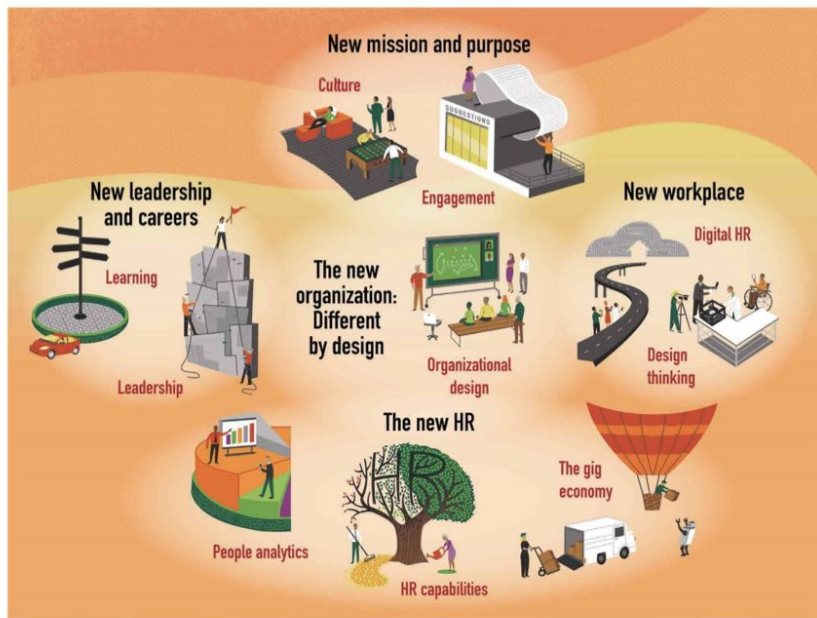 New mission and purpose
Culture
SUGGESTIONS
Engagement
New leadership
and careers
Learning
Leadership
The new
organization:
Different
by design
Organizational
design
New workplace
Digital HR
Design
thinking
The new HR
People analytics
HR
HR capabilities
The gig
economy